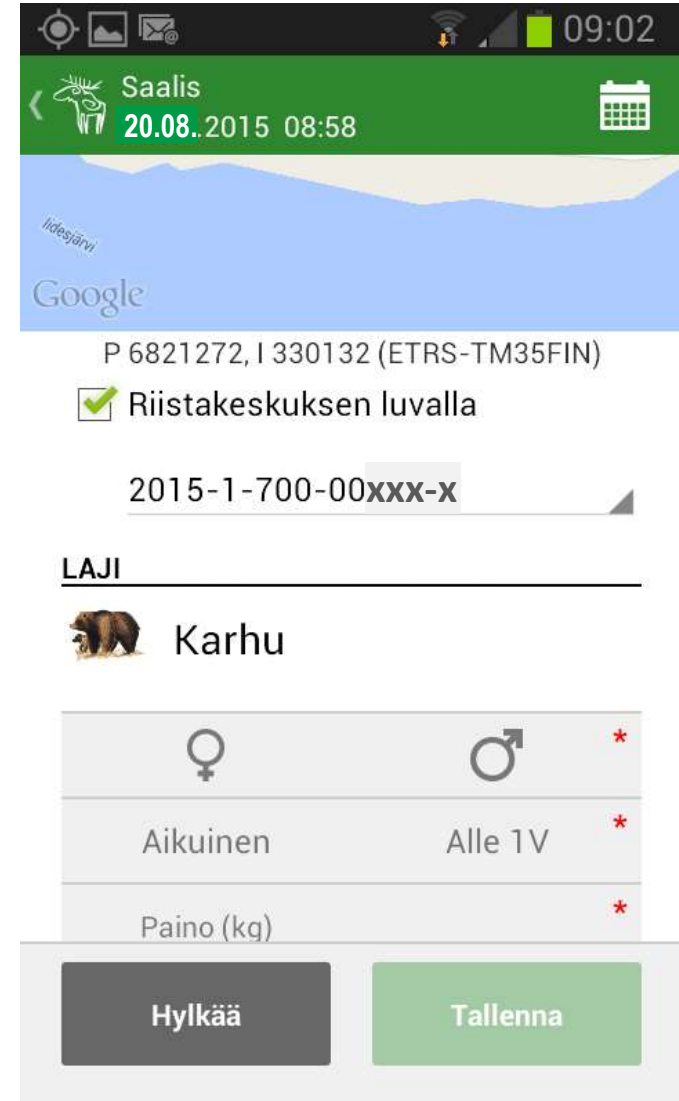 09:02
Saalis
20.08..2015 08:58
Iidesjärvi
Google
P 6821272, I 330132 (ETRS-TM35FIN)
Riistakeskuksen luvalla
2015-1-700-00xxx-x
LAJI
Karhu
*
Aikuinen Alle 1V *
Paino (kg) *
Hylkää Tallenna